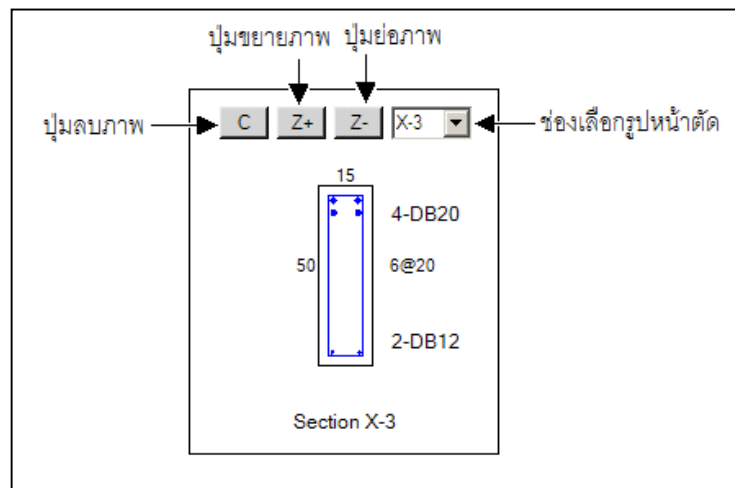 ปุ่มขยายภาพ ปุ่มย่อภาพ
ปุ่มลบภาพ C Z+ Z- X-3 ช่องเลือกรูปหน้าตัด
15
4-DB20
50 6@20
2-DB12
Section X-3